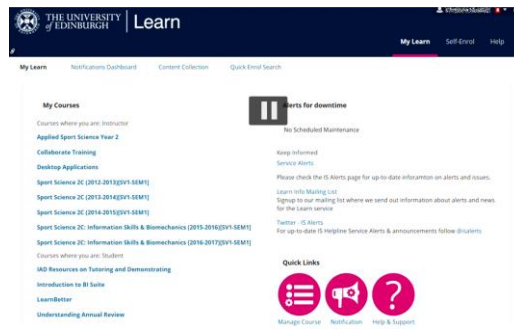 THE UNIVERSITY
of EDINBURGH
Learn
My Learn
Self-Enrol
Help
My Learn
Notifications Dashboard
Content Collection
Quick Enrol Search
My Courses
Courses where you are: Instructor
Applied Sport Science Year 2
Collaborate Training
Desktop Applications
Sport Science 2C (2012-2013)[SV1-SEM1]
Sport Science 2C (2013-2014)[SV1-SEM1]
Sport Science 2C (2014-2015)[SV1-SEM1]
Sport Science 2C: Information Skills & Biomechanics (2015-2016)[SV1-SEM1]
Sport Science 2C: Information Skills & Biomechanics (2016-2017)[SV1-SEM1]
Courses where you are: Student
IAD Resources on Tutoring and Demonstrating
Introduction to BI Suite
LearnBetter
Understanding Annual Review
Alerts for downtime
No Scheduled Maintenance
Keep Informed
Service Alerts
Please check the IS Alerts page for up-to-date inforamton on alerts and issues.
Learn Info Mailing List
Signup to our mailing list where we send out information about alerts and news
for the Learn service
Twitter - IS Alerts
For up-to-date IS Helpline Service Alerts & announcements follow @isalerts
Quick Links
Manage Course
Notification
Help & Support